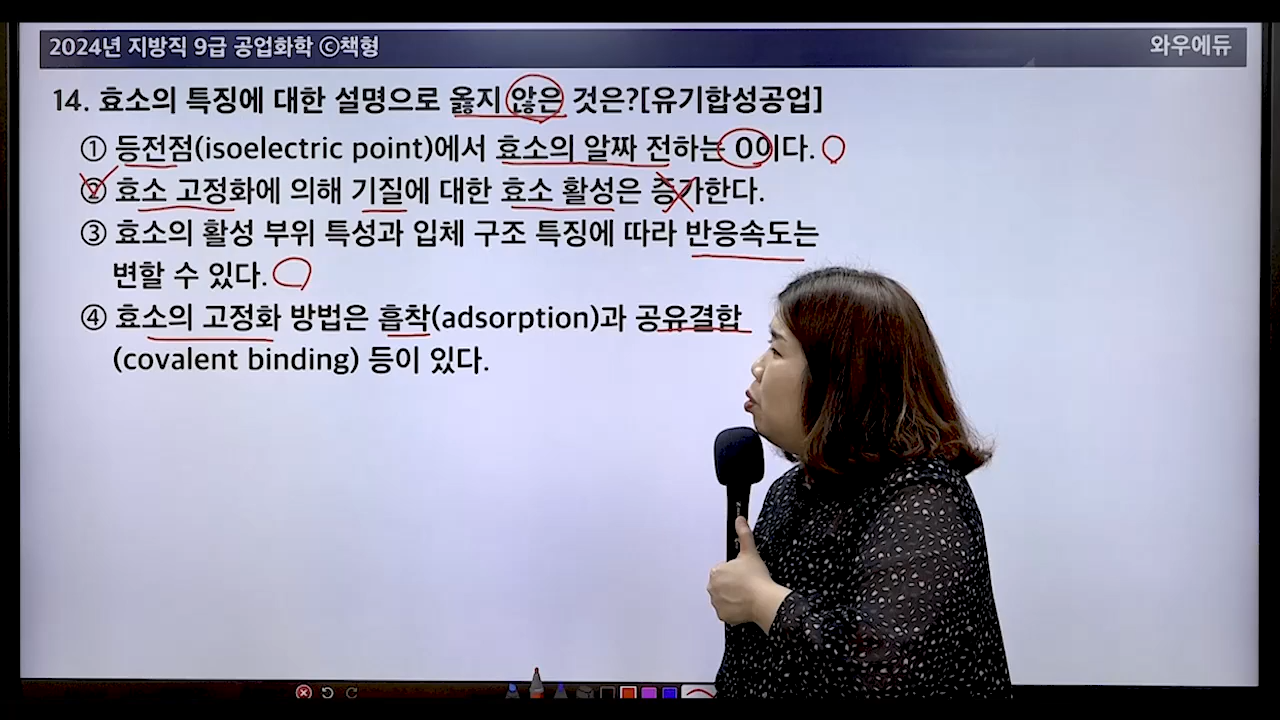 2024년 지방직 9급 공업화학 ⓒ책형
와우에듀
14. 효소의 특징에 대한 설명으로 옳지 않은 것은?[유기합성공업]
① 등전점(isoelectric point)에서 효소의 알짜 전하는 0이다.
② 효소 고정화에 의해 기질에 대한 효소 활성은 증가한다.
③ 효소의 활성 부위 특성과 입체 구조 특징에 따라 반응속도는
변할 수 있다.
④ 효소의 고정화 방법은 흡착(adsorption)과 공유결합
(covalent binding) 등이 있다.